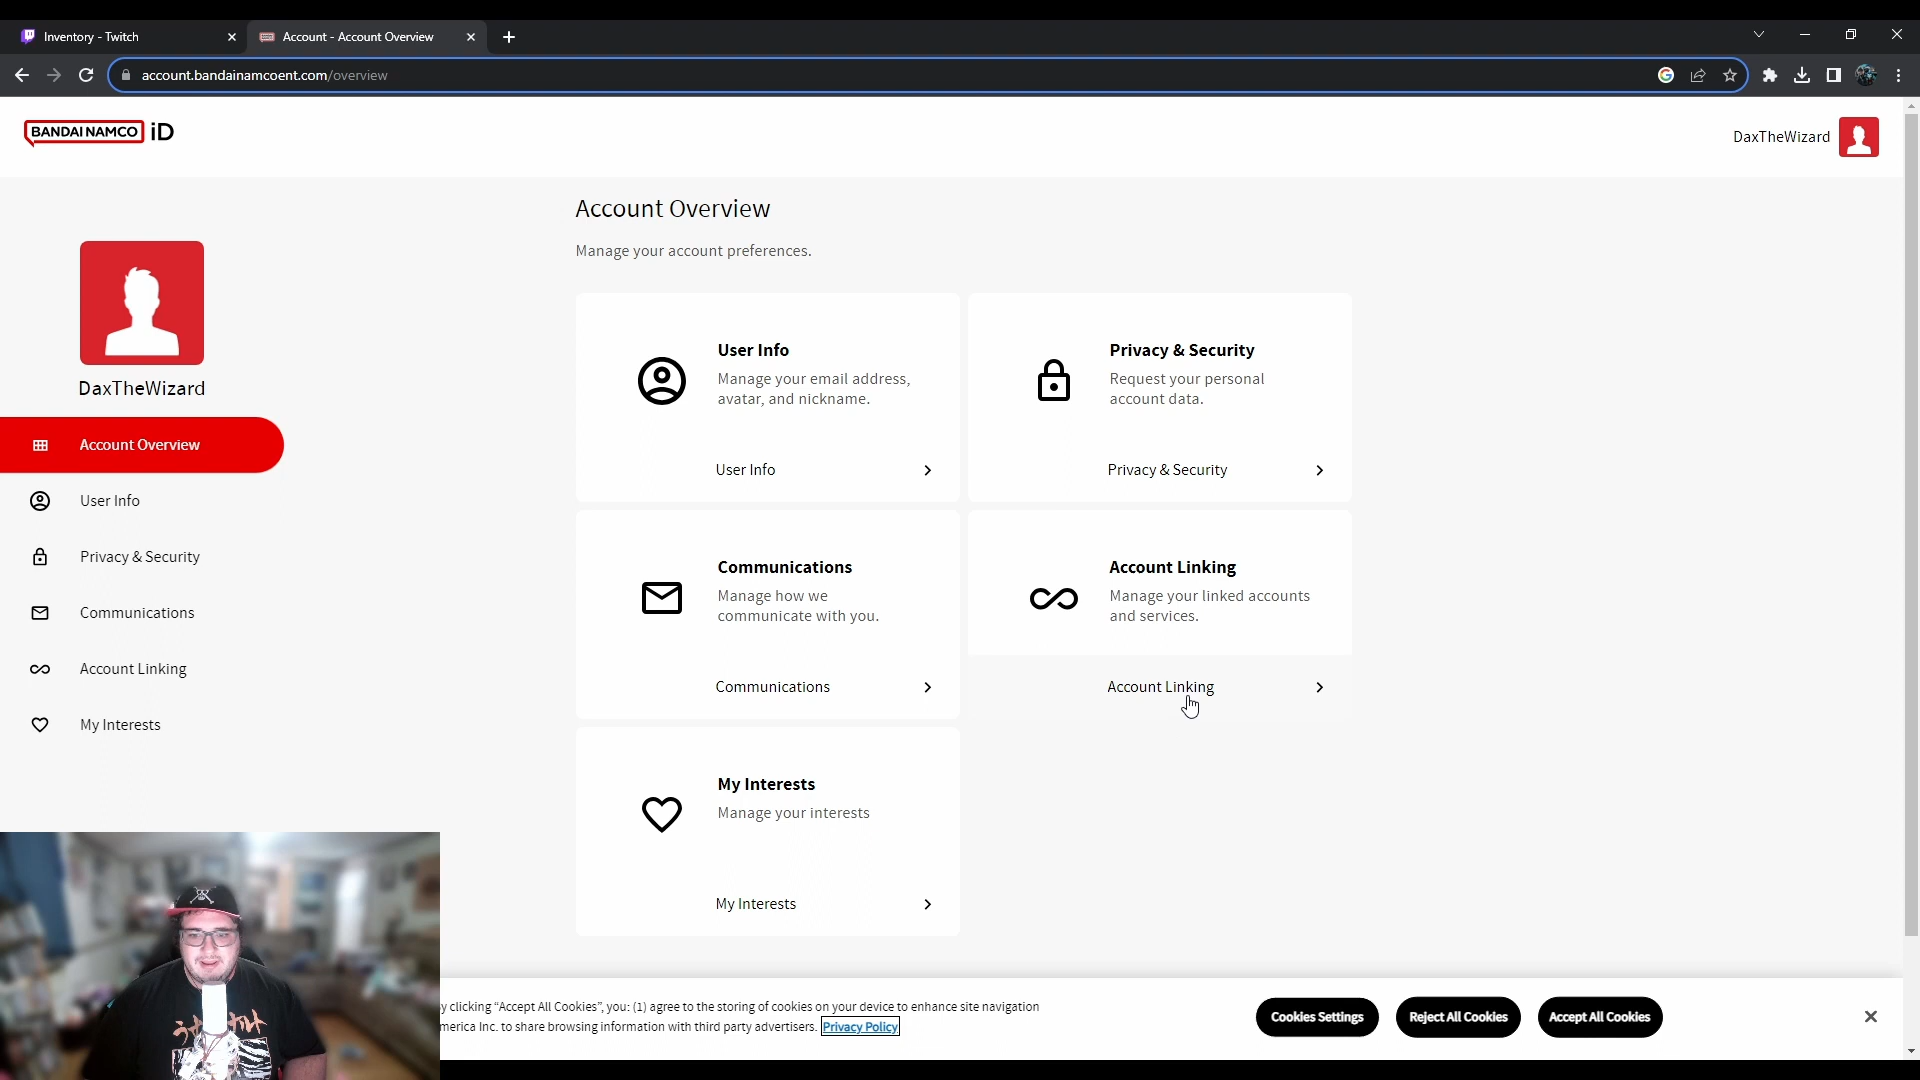 Inventory - Twitch
Account - Account Overview
account.bandainamcoent.com/overview
BANDAI NAMCO iD
DaxTheWizard
Account Overview
Manage your account preferences.
DaxTheWizard
Account Overview
User Info
Privacy & Security
Communications
Account Linking
My Interests
User Info
Manage your email address,
avatar, and nickname.
User Info
Privacy & Security
Request your personal
account data.
Privacy & Security
Communications
Manage how we
communicate with you.
Communications
Account Linking
Manage your linked accounts
and services.
Account Linking
My Interests
Manage your interests
My Interests
clicking “Accept All Cookies”, you: (1) agree to the storing of cookies on your device to enhance site navigation
Inc. to share browsing information with third party advertisers. Privacy Policy
Cookies Settings
Reject All Cookies
Accept All Cookies